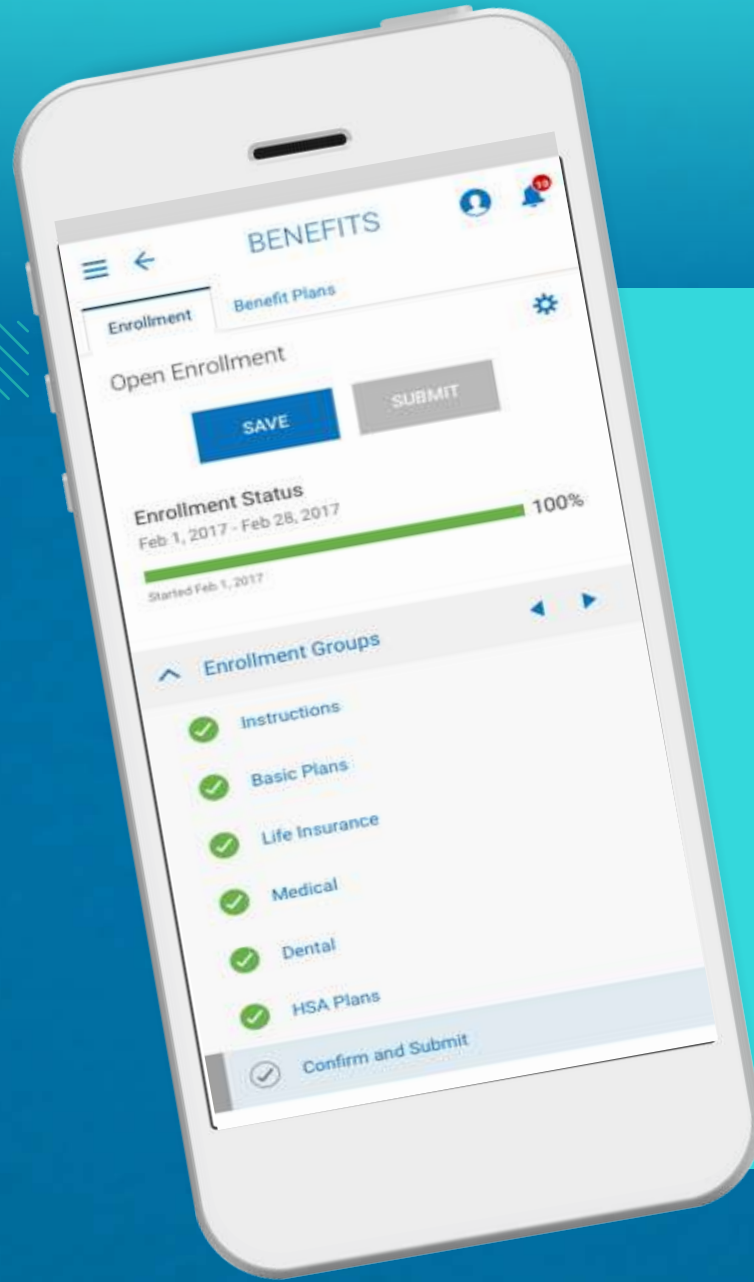 BENEFITS
10
Enrollment
Benefit Plans
Open Enrollment
SAVE
SUBMIT
Enrollment Status
Feb 1, 2017 - Feb 28, 2017
100%
Started Feb 1, 2017
Enrollment Groups
Instructions
Basic Plans
Life Insurance
Medical
Dental
HSA Plans
Confirm and Submit